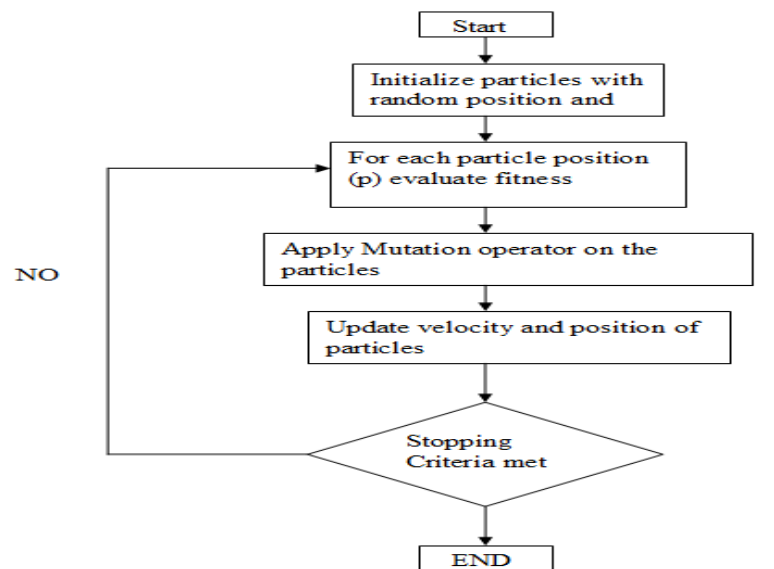 Start
Initialize particles with
random position and
For each particle position
(p) evaluate fitness
Apply Mutation operator on the
particles
NO
Update velocity and position of
particles
Stopping
Criteria met
END